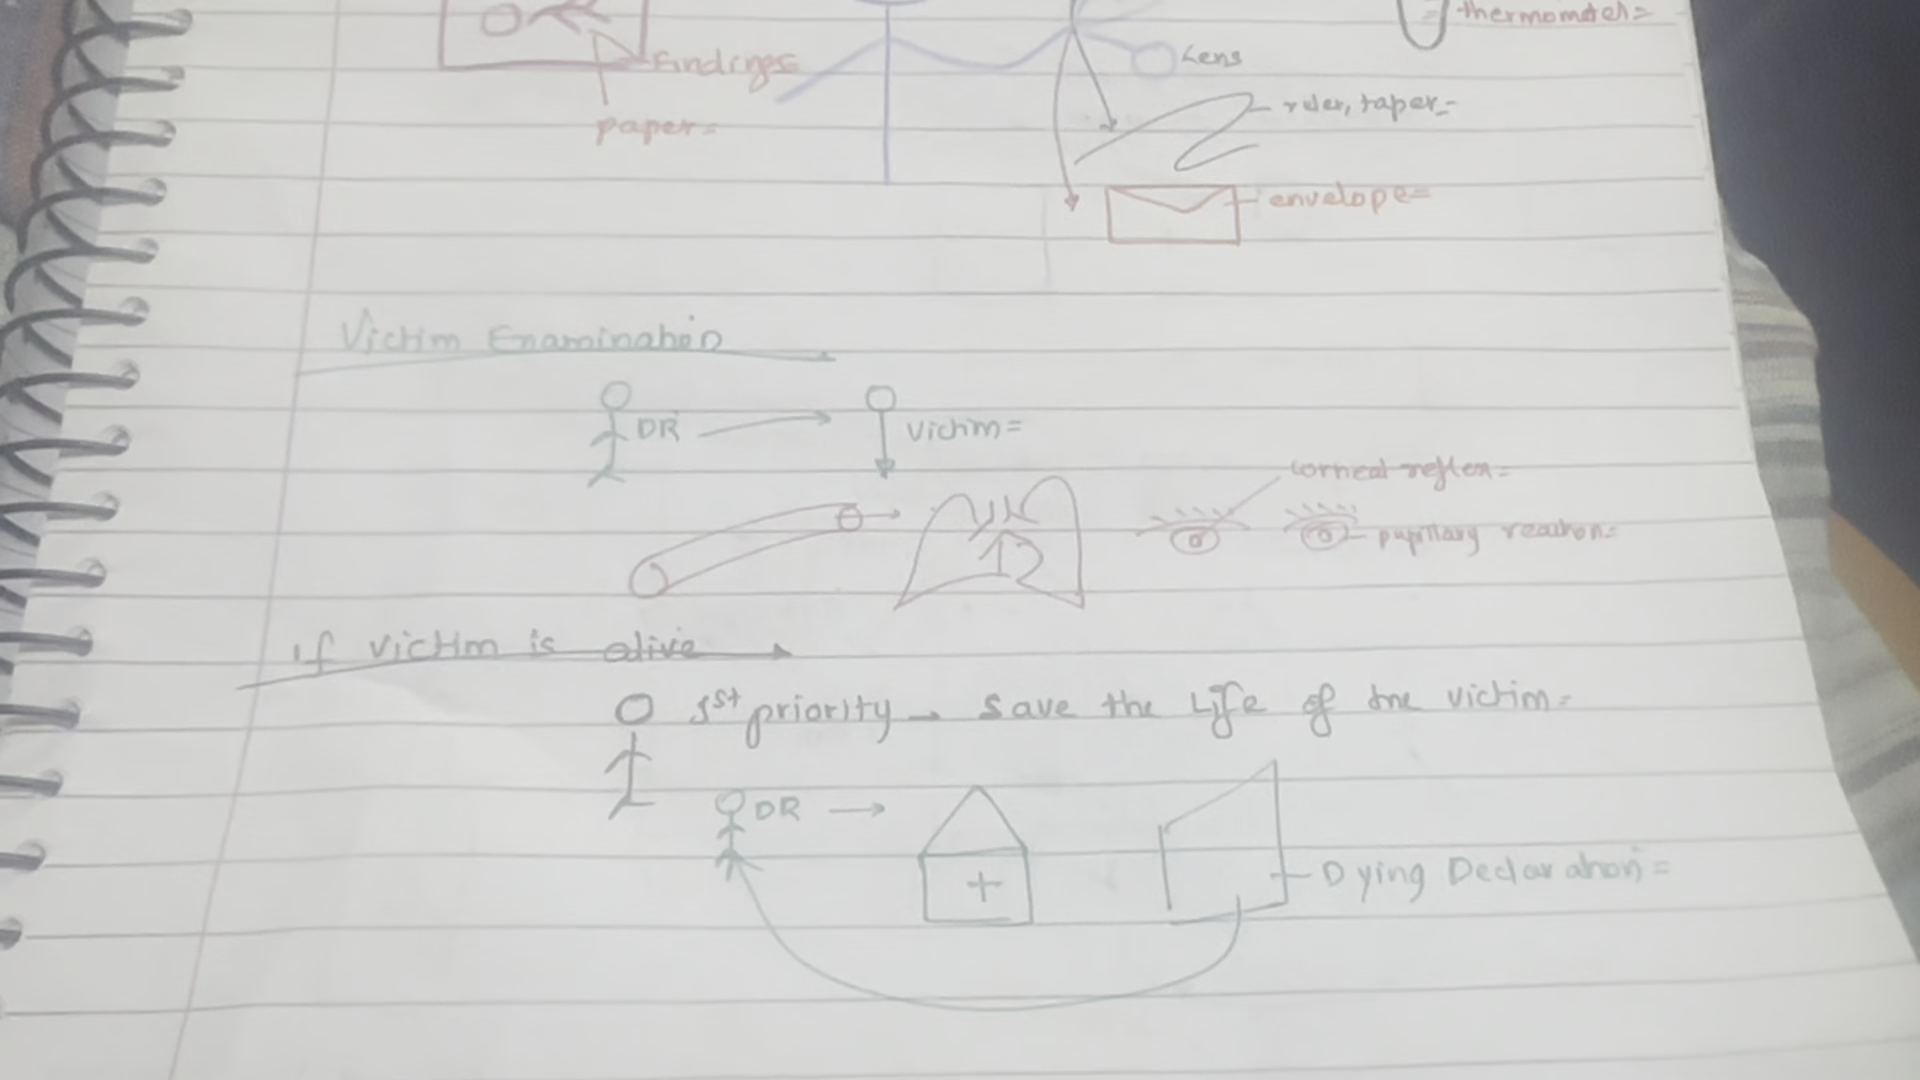 thermometer=
Findings=
Lens
paper=
ruler, taper=
envelope=
Victim Examination
DR
victim=
corneal reflex=
pupillary reaction=
if victim is alive
1st priority → save the life of the victim=
DR
+
Dying Declaration=